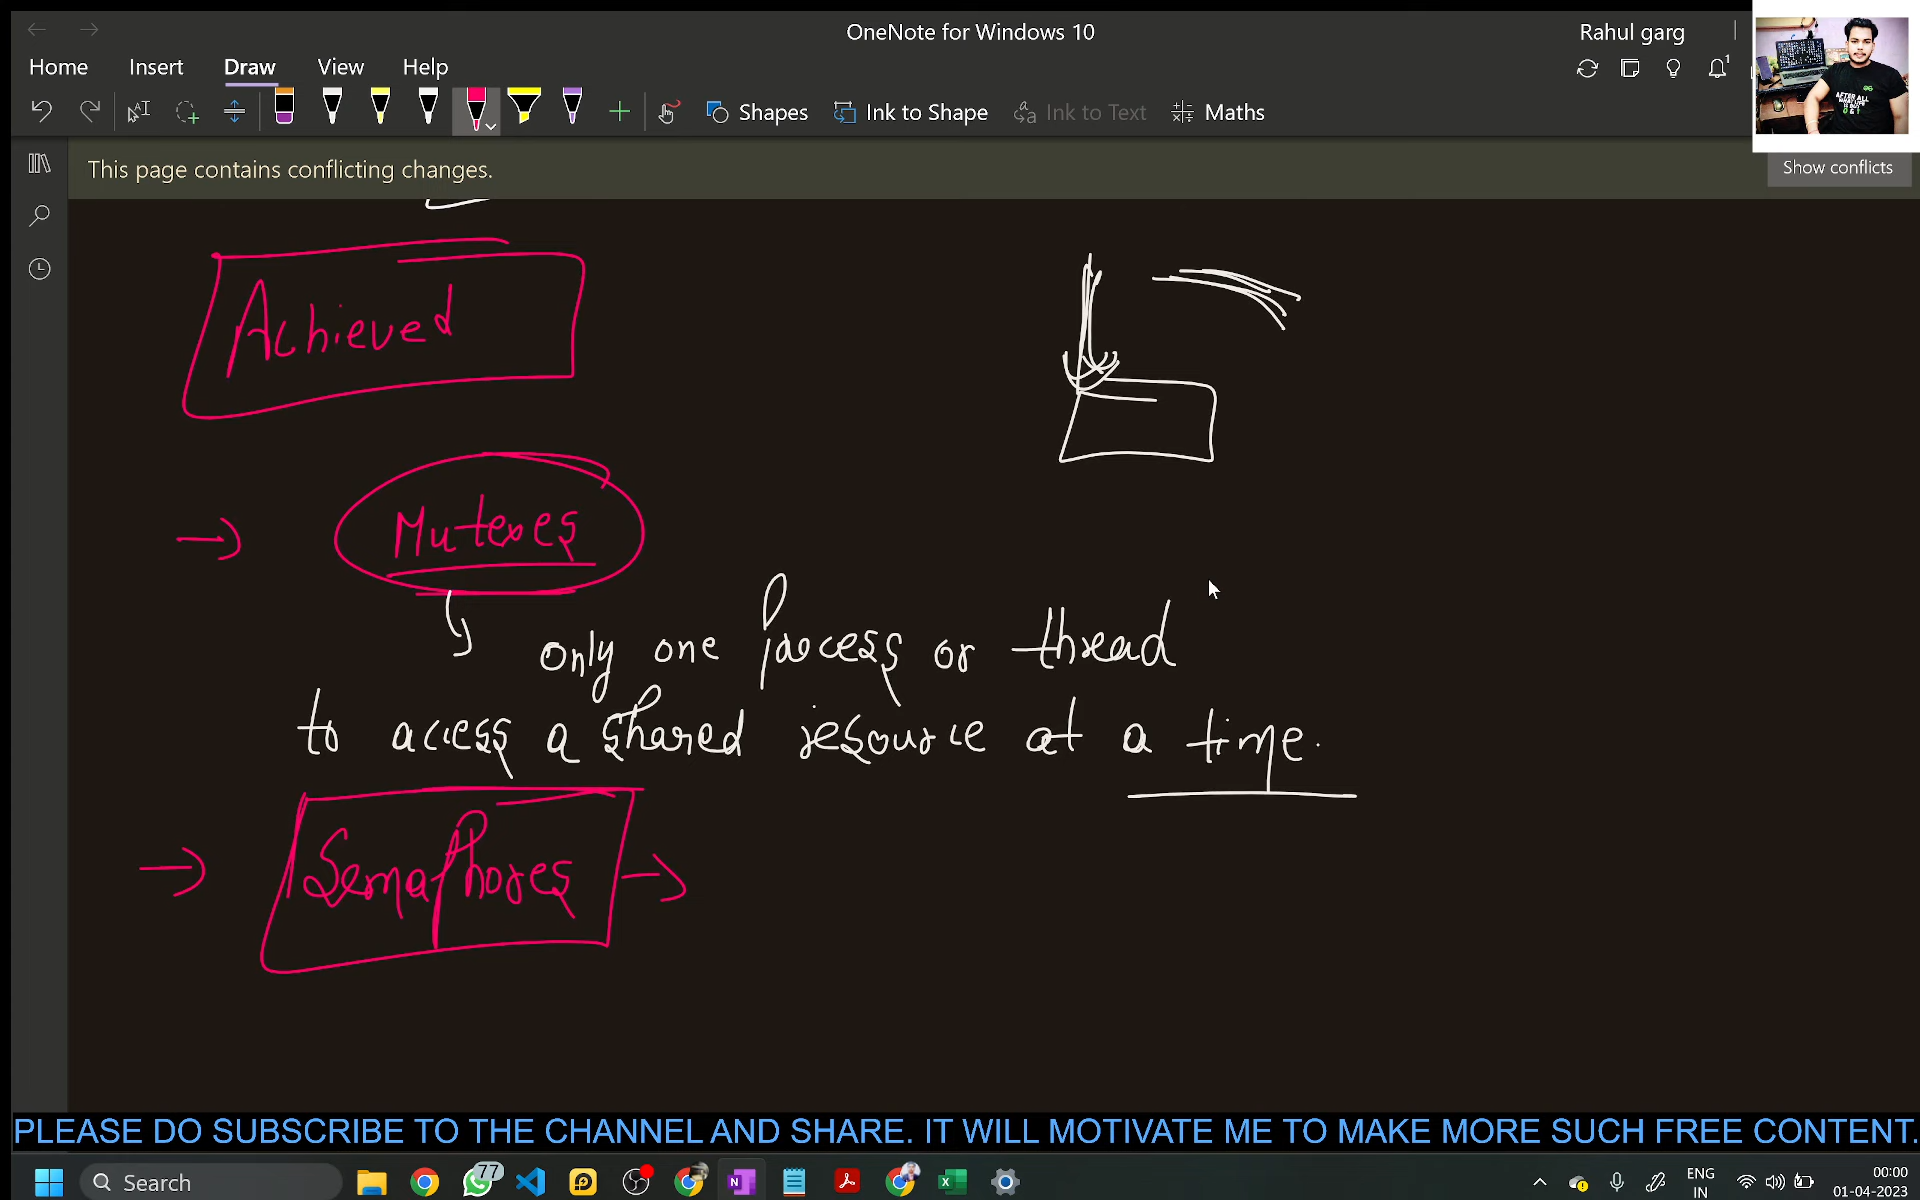 OneNote for Windows 10
Rahul garg
Home Insert Draw View Help
1
Shapes Ink to Shape Ink to Text Maths
This page contains conflicting changes.
Show conflicts
Achieved
Mutexes
only one process or thread
to access a shared resource at a time.
Semaphores
PLEASE DO SUBSCRIBE TO THE CHANNEL AND SHARE. IT WILL MOTIVATE ME TO MAKE MORE SUCH FREE CONTENT.
Search
77
ENG
IN
00:00
01-04-2023